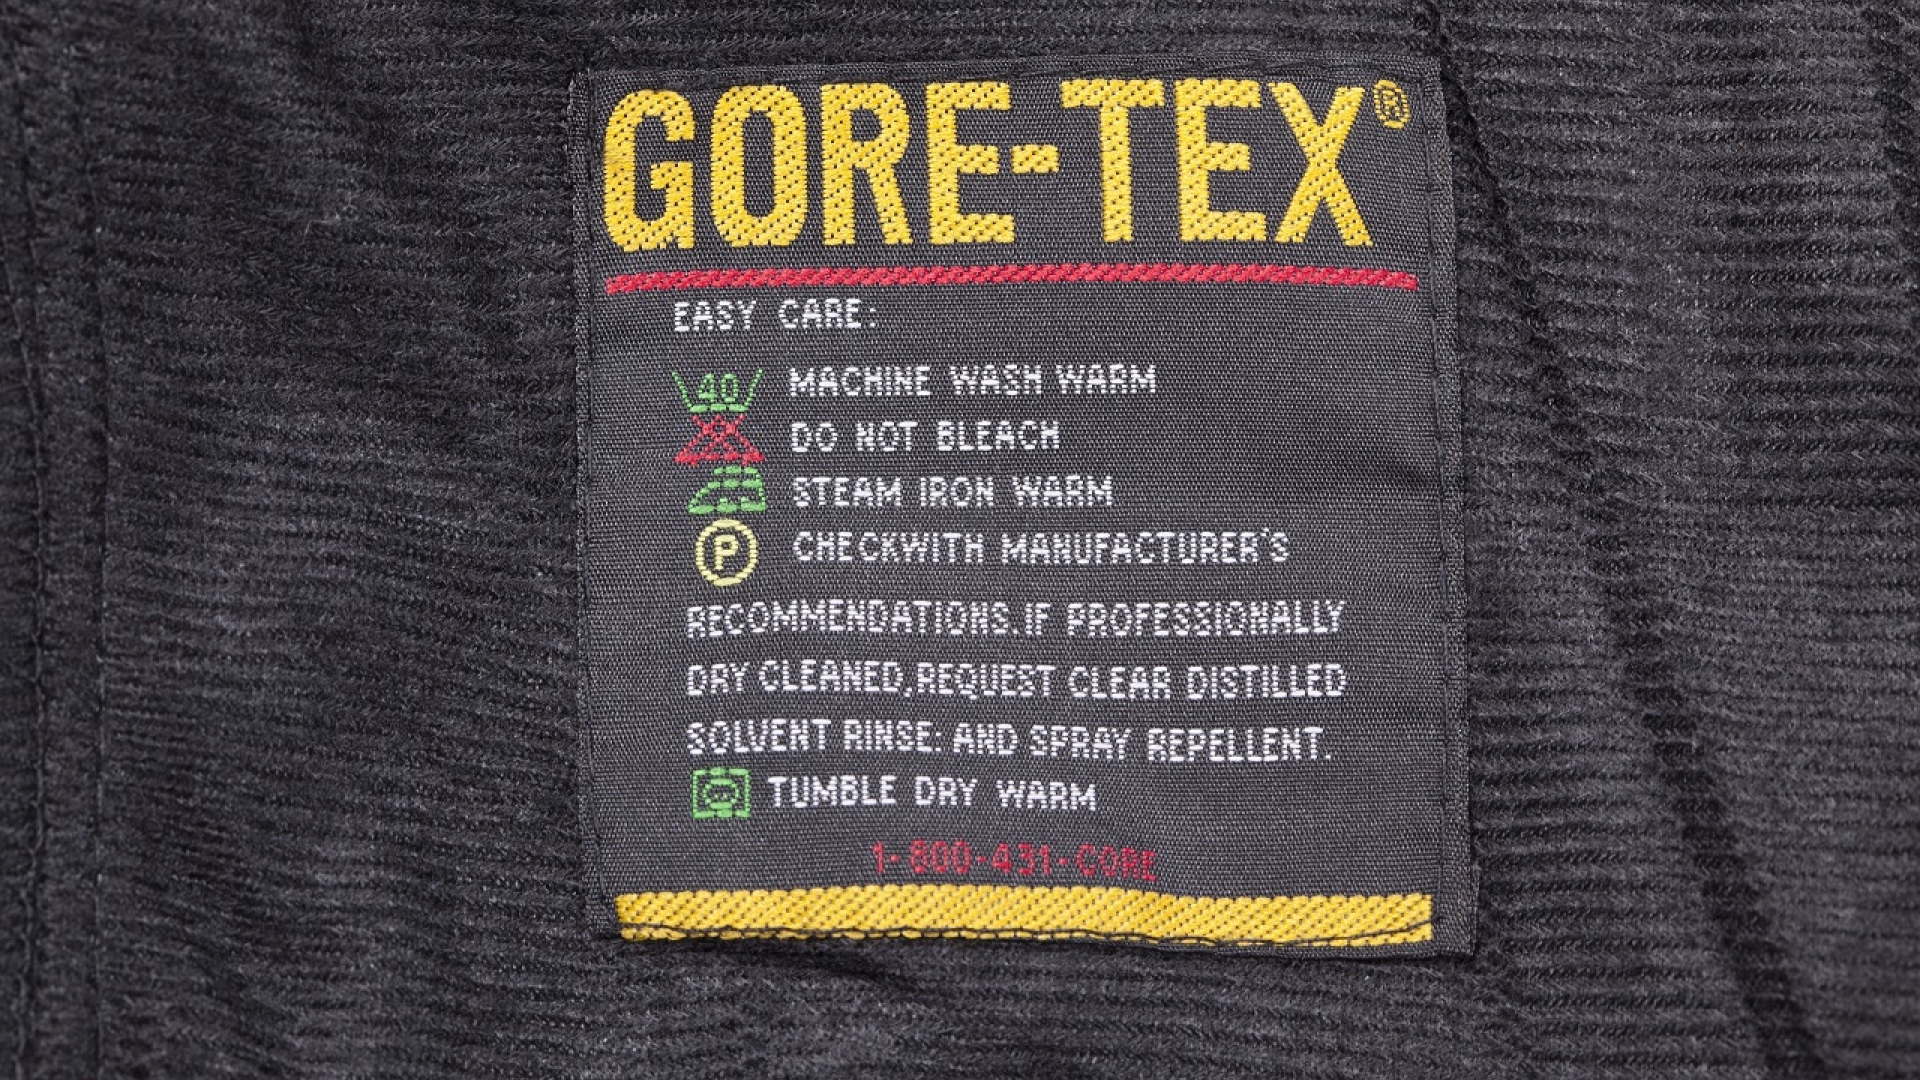 GORE-TEX®
EASY CARE:
40 MACHINE WASH WARM
DO NOT BLEACH
STEAM IRON WARM
P CHECKWITH MANUFACTURER'S
RECOMMENDATIONS.IF PROFESSIONALLY
DRY CLEANED,REQUEST CLEAR DISTILLED
SOLVENT RINSE: AND SPRAY REPELLENT.
TUMBLE DRY WARM
1-800-431-CORE